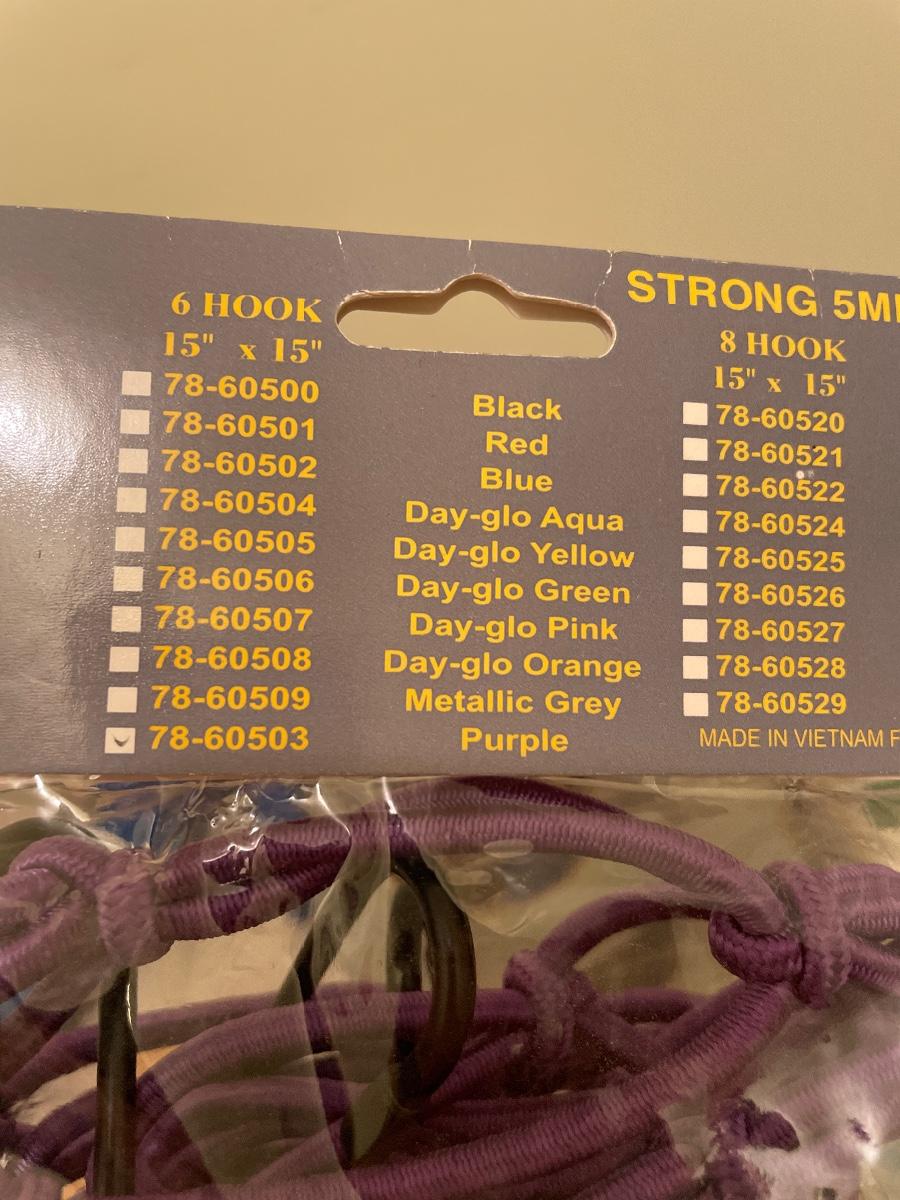 STRONG 5M
6 HOOK
15" x 15"
78-60500
78-60501
78-60502
78-60504
78-60505
78-60506
78-60507
78-60508
78-60509
78-60503
Black
Red
Blue
Day-glo Aqua
Day-glo Yellow
Day-glo Green
Day-glo Pink
Day-glo Orange
Metallic Grey
Purple
8 HOOK
15" x 15"
78-60520
78-60521
78-60522
78-60524
78-60525
78-60526
78-60527
78-60528
78-60529
MADE IN VIETNAM F